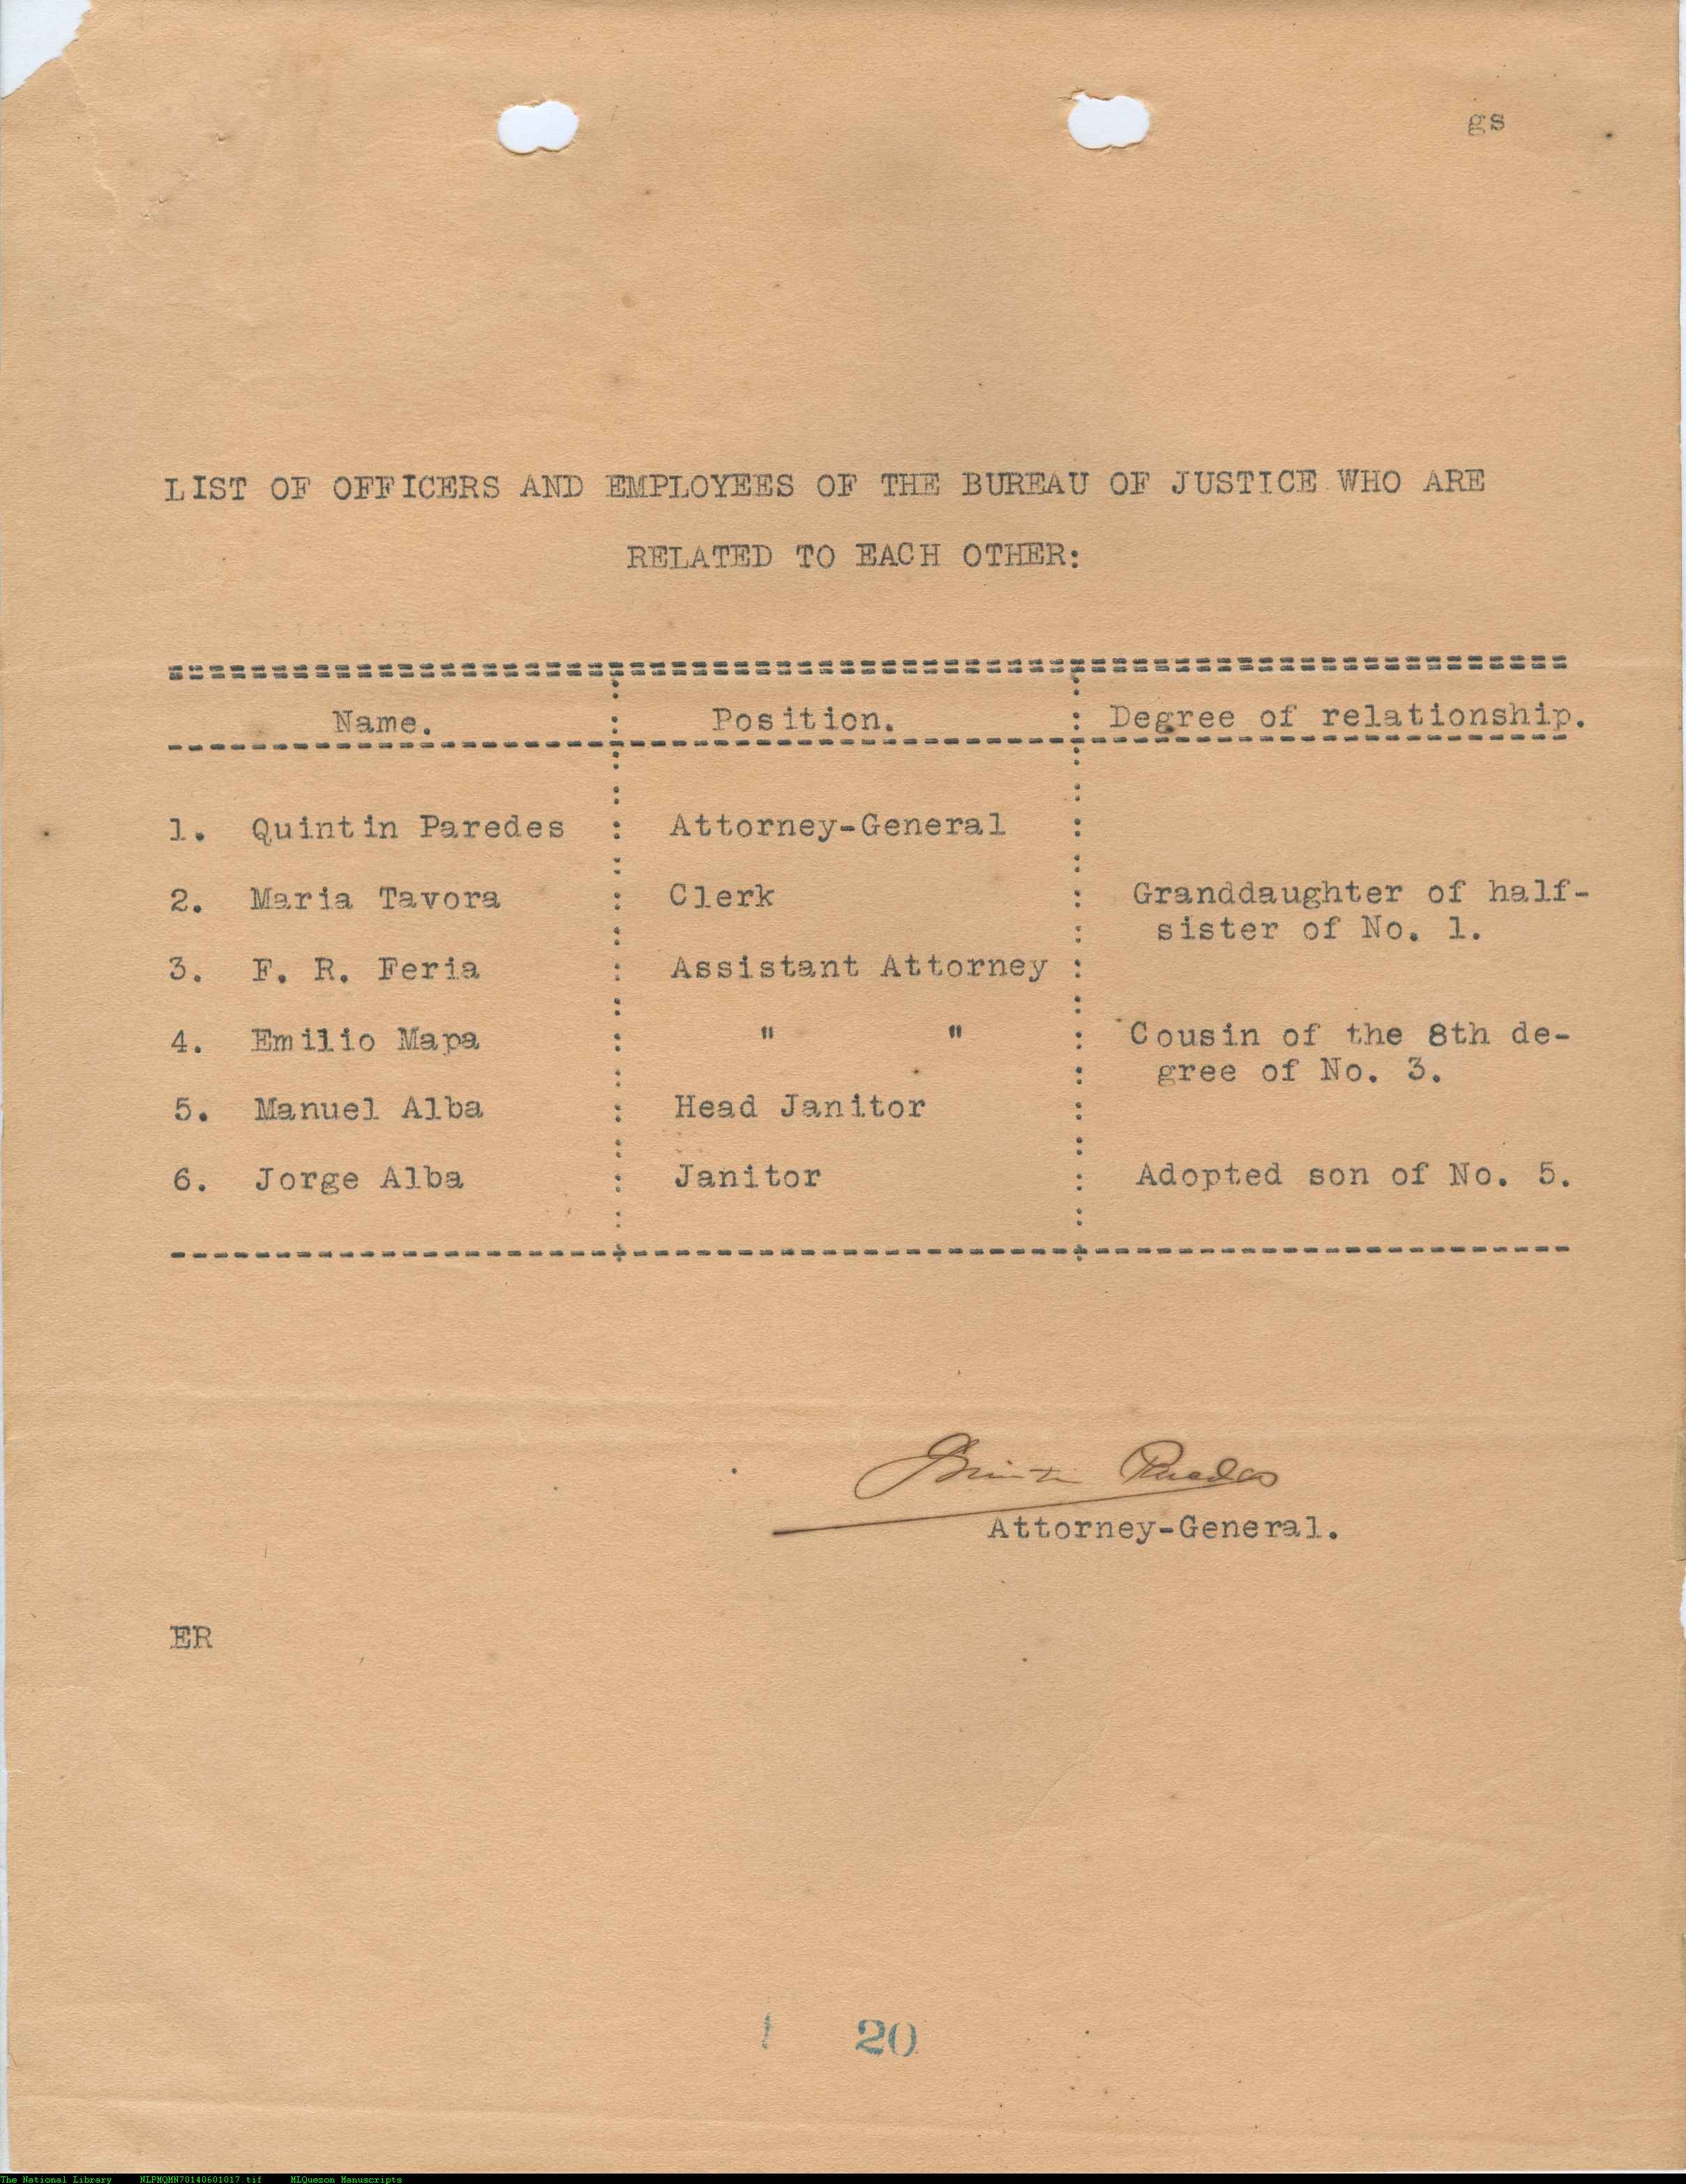 gs
LIST OF OFFICERS AND EMPLOYEES OF THE BUREAU OF JUSTICE WHO ARE
RELATED TO EACH OTHER:
Name. : Position. : Degree of relationship.
1. Quintin Paredes : Attorney-General :
2. Maria Tavora : Clerk : Granddaughter of half-
sister of No. 1.
3. F. R. Feria : Assistant Attorney :
4. Emilio Mapa : " " : Cousin of the 8th de-
gree of No. 3.
5. Manuel Alba : Head Janitor :
6. Jorge Alba : Janitor : Adopted son of No. 5.
Quintin Paredes
Attorney-General.
ER
20
The National Library NLPMQMN70140601017.tif MLQuezon Manuscripts